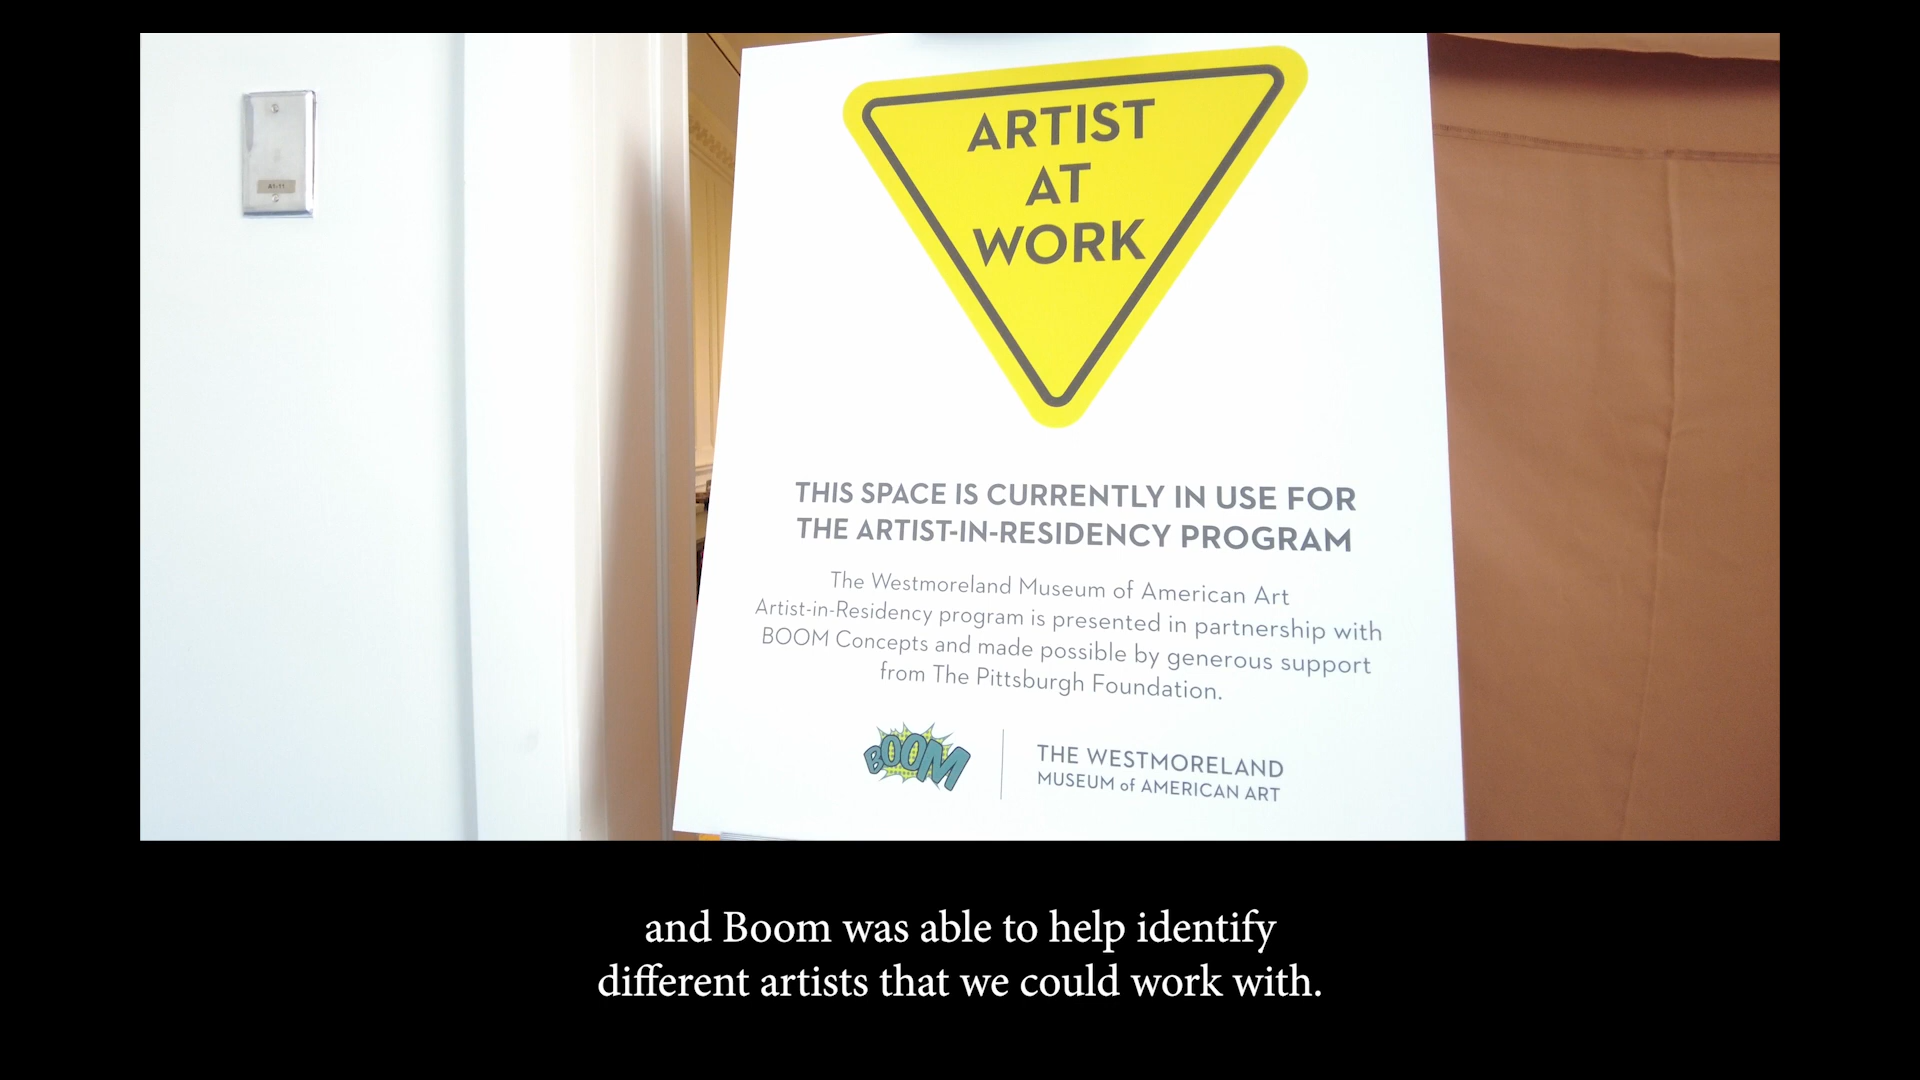 A1-11
ARTIST
AT
WORK
THIS SPACE IS CURRENTLY IN USE FOR
THE ARTIST-IN-RESIDENCY PROGRAM
The Westmoreland Museum of American Art
Artist-in-Residency program is presented in partnership with
BOOM Concepts and made possible by generous support
from The Pittsburgh Foundation.
BOOM
THE WESTMORELAND
MUSEUM of AMERICAN ART
and Boom was able to help identify
different artists that we could work with.